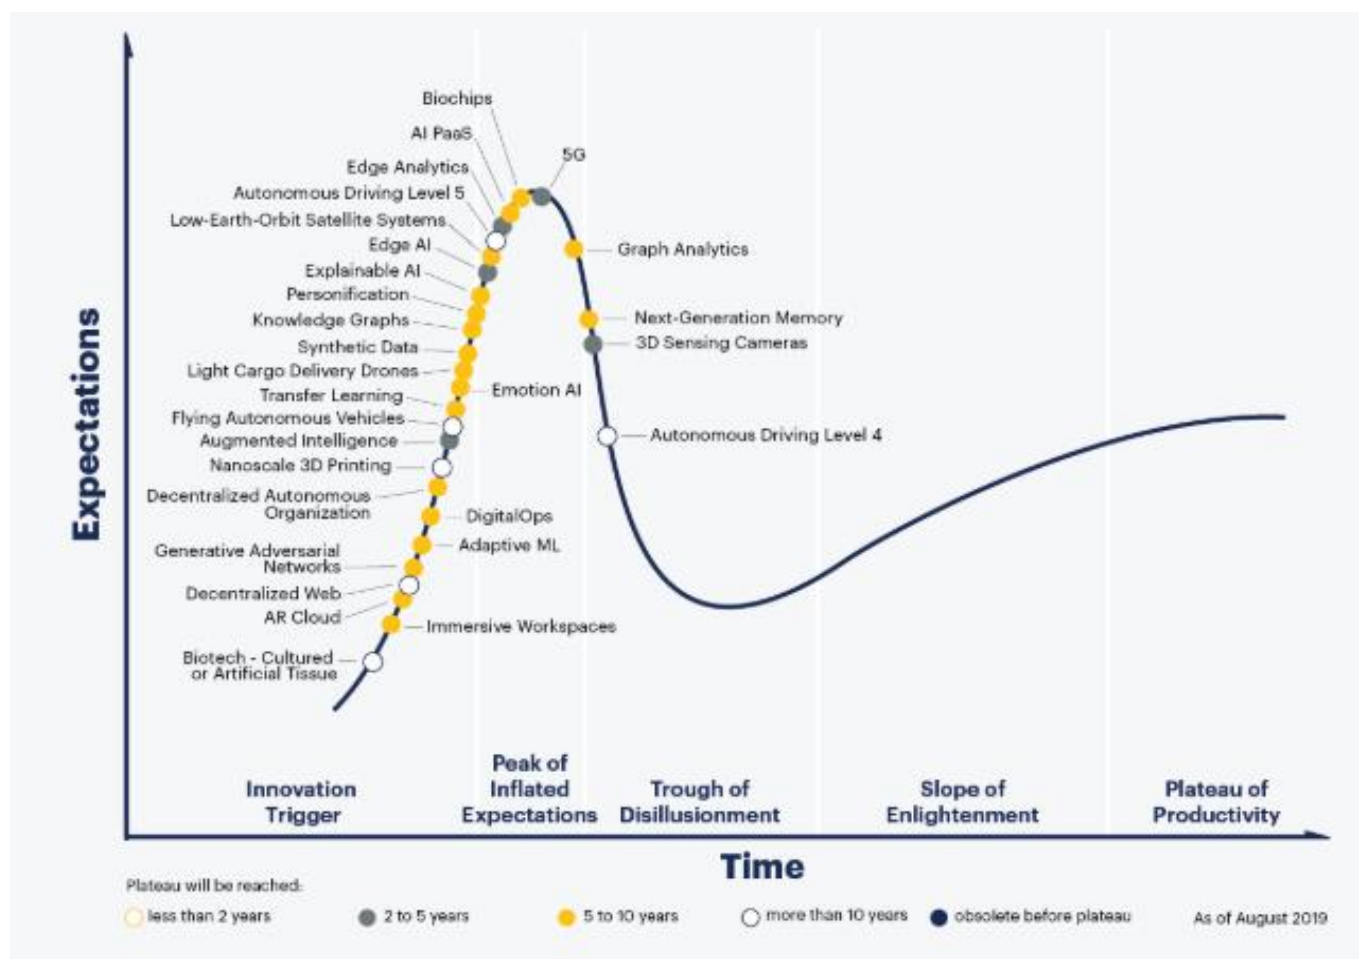 Biochips
AI PaaS
5G
Edge Analytics
Autonomous Driving Level 5
Low-Earth-Orbit Satellite Systems
Edge AI
Graph Analytics
Explainable AI
Personification
Knowledge Graphs
Next-Generation Memory
3D Sensing Cameras
Synthetic Data
Light Cargo Delivery Drones
Emotion AI
Transfer Learning
Flying Autonomous Vehicles
Augmented Intelligence
Autonomous Driving Level 4
Nanoscale 3D Printing
Decentralized Autonomous
Organization
DigitalOps
Adaptive ML
Generative Adversarial
Networks
Decentralized Web
AR Cloud
Immersive Workspaces
Biotech - Cultured
or Artificial Tissue
Expectations
Innovation
Trigger
Peak of
Inflated
Expectations
Trough of
Disillusionment
Slope of
Enlightenment
Plateau of
Productivity
Time
Plateau will be reached:
less than 2 years
2 to 5 years
5 to 10 years
more than 10 years
obsolete before plateau
As of August 2019